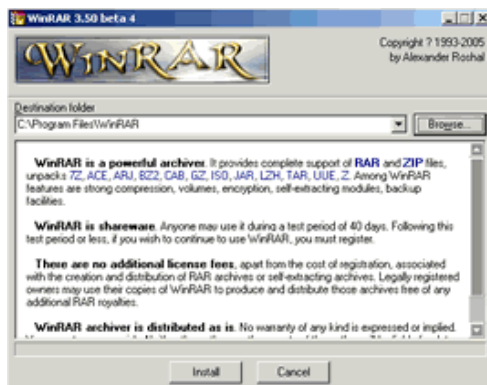 WinRAR 3.50 beta 4
WINRAR
Copyright ? 1993-2005
by Alexander Roshal
Destination folder
C:\Program Files\WinRAR
Browse...
WinRAR is a powerful archiver. It provides complete support of RAR and ZIP files,
unpacks 7Z, ACE, ARJ, BZ2, CAB, GZ, ISO, JAR, LZH, TAR, UUE, Z. Among WinRAR
features are strong compression, volumes, encryption, self-extracting modules, backup
facilities.
WinRAR is shareware. Anyone may use it during a test period of 40 days. Following this
test period or less, if you wish to continue to use WinRAR, you must register.
There are no additional license fees, apart from the cost of registration, associated
with the creation and distribution of RAR archives or self-extracting archives. Legally registered
owners may use their copies of WinRAR to produce and distribute those archives free of any
additional RAR royalties.
WinRAR archiver is distributed as is. No warranty of any kind is expressed or implied.
Install
Cancel